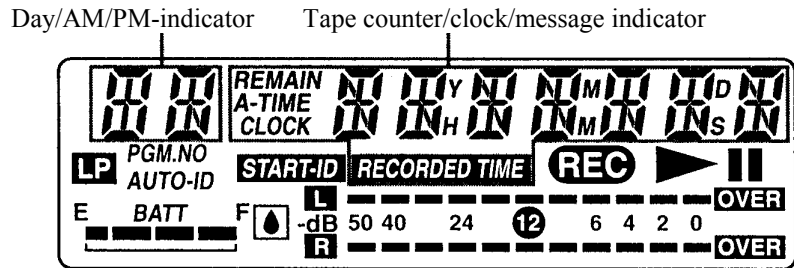 Day/AM/PM-indicator Tape counter/clock/message indicator
REMAIN Y M D
A-TIME
CLOCK H M S
LP PGM.NO AUTO-ID START-ID RECORDED TIME REC
L OVER
E BATT F -dB 50 40 24 12 6 4 2 0
R OVER